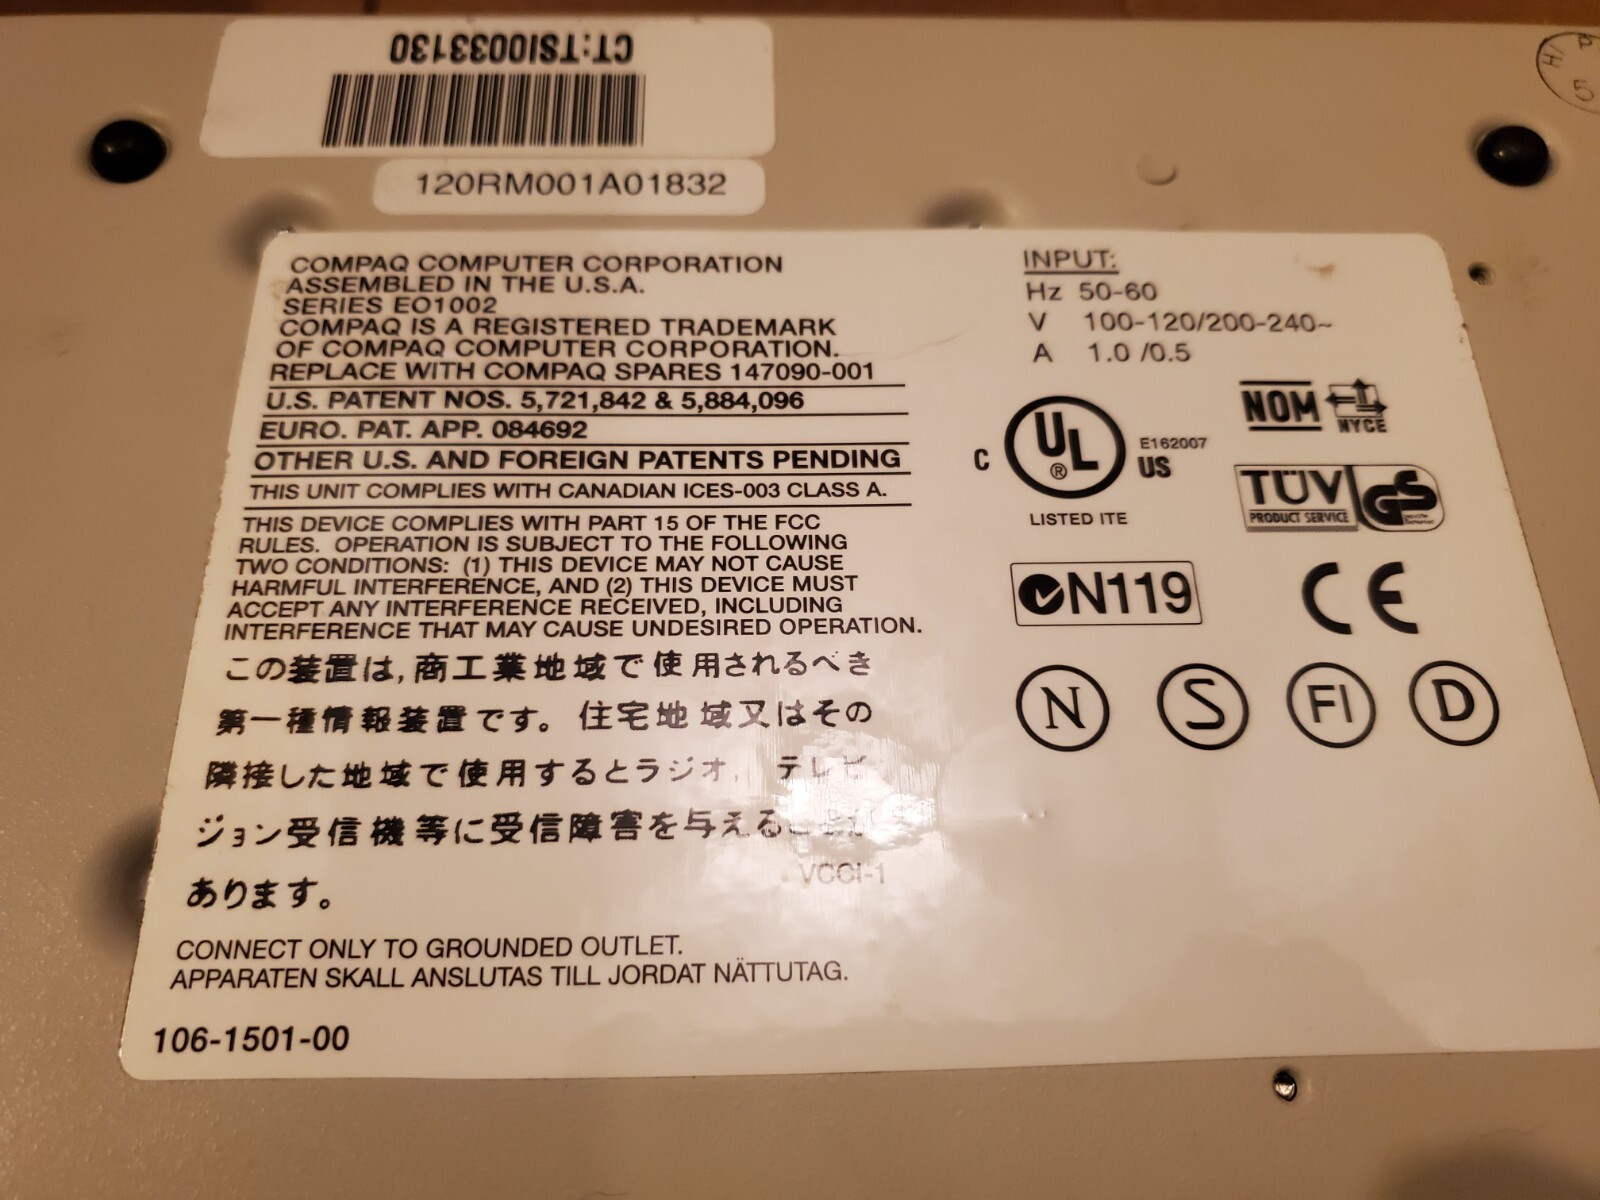 CT:TSI0033130
120RM001A01832
COMPAQ COMPUTER CORPORATION
ASSEMBLED IN THE U.S.A.
SERIES EO1002
COMPAQ IS A REGISTERED TRADEMARK
OF COMPAQ COMPUTER CORPORATION.
REPLACE WITH COMPAQ SPARES 147090-001
U.S. PATENT NOS. 5,721,842 & 5,884,096
EURO. PAT. APP. 084692
OTHER U.S. AND FOREIGN PATENTS PENDING
THIS UNIT COMPLIES WITH CANADIAN ICES-003 CLASS A.
THIS DEVICE COMPLIES WITH PART 15 OF THE FCC
RULES. OPERATION IS SUBJECT TO THE FOLLOWING
TWO CONDITIONS: (1) THIS DEVICE MAY NOT CAUSE
HARMFUL INTERFERENCE, AND (2) THIS DEVICE MUST
ACCEPT ANY INTERFERENCE RECEIVED, INCLUDING
INTERFERENCE THAT MAY CAUSE UNDESIRED OPERATION.
この装置は,商工業地域で使用されるべき
第一種情報装置です。住宅地域又はその
隣接した地域で使用するとラジオ, テレビ
ジョン受信機等に受信障害を与えることが
あります。
VCCI-1
CONNECT ONLY TO GROUNDED OUTLET.
APPARATEN SKALL ANSLUTAS TILL JORDAT NÄTTUTAG.
106-1501-00
INPUT:
Hz 50-60
V 100-120/200-240~
A 1.0 /0.5
C UL ® US
E162007
LISTED ITE
NOM
NYCE
TÜV
PRODUCT SERVICE
GS
N119
CE
N S FI D